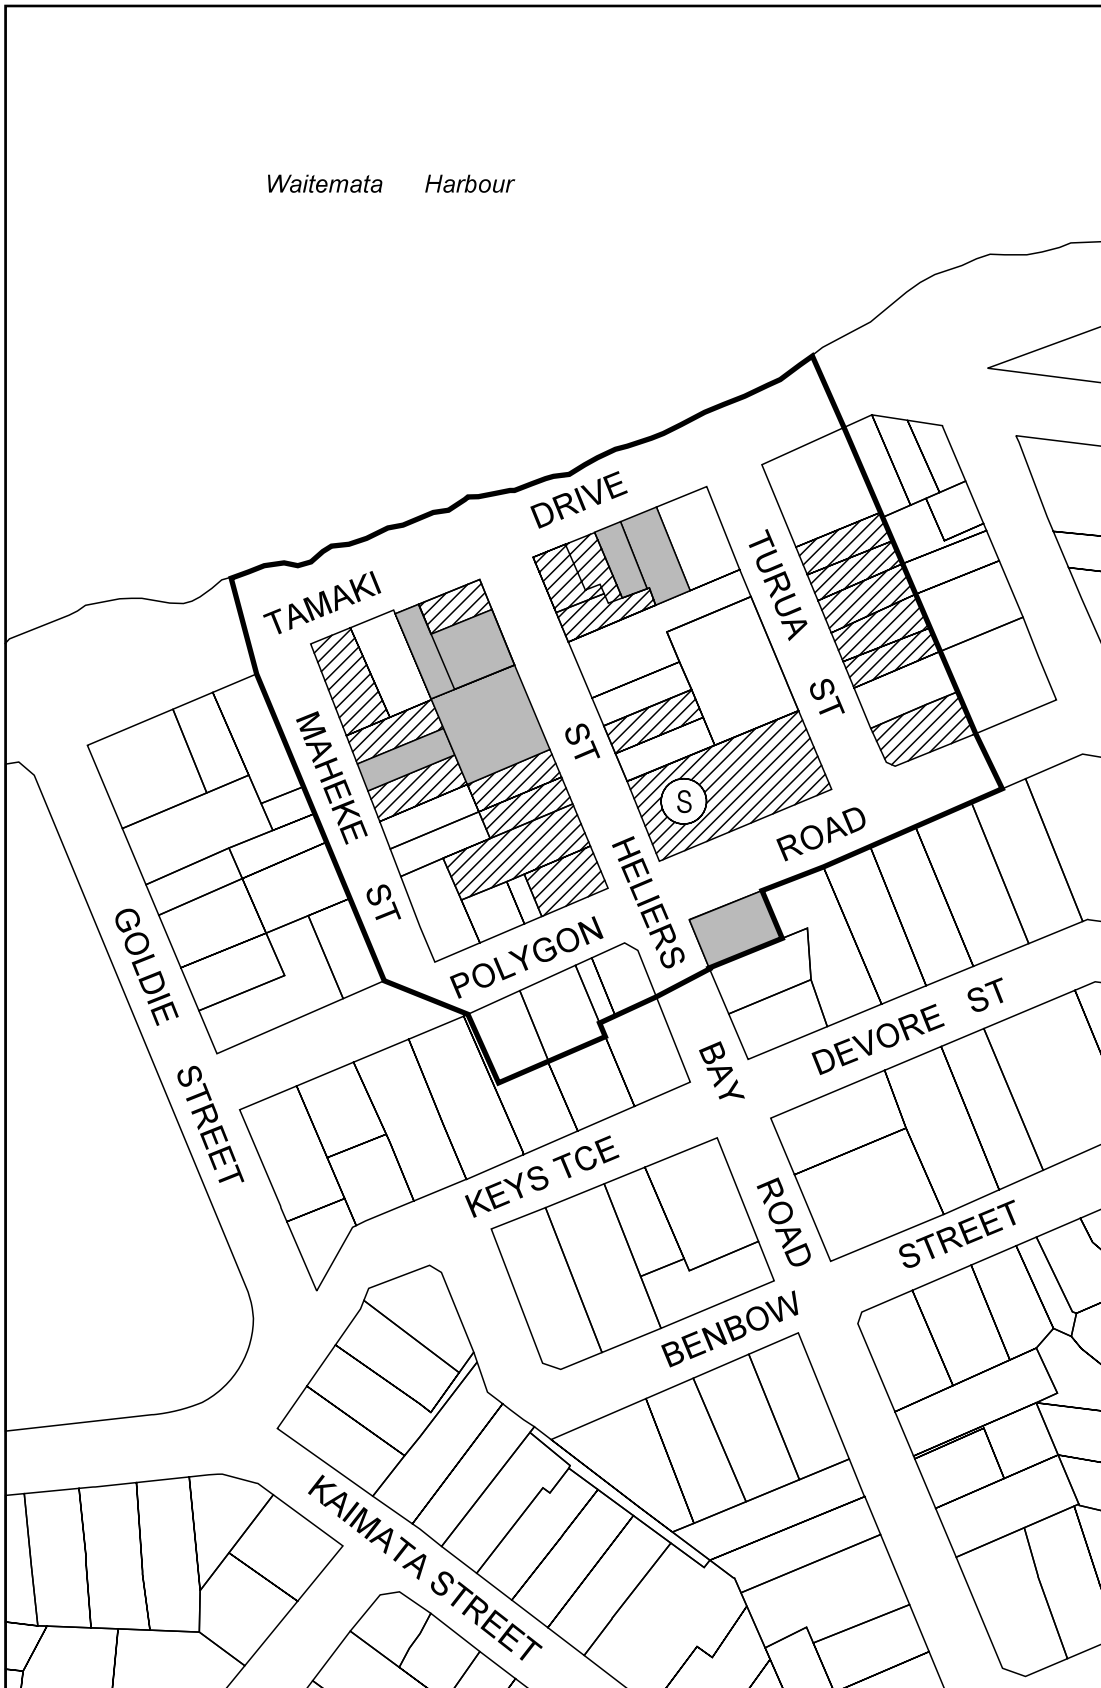 Waitemata Harbour
TAMAKI DRIVE
TURUA ST
MAHEKE ST
S
ST HELIERS BAY ROAD
POLYGON ROAD
GOLDIE STREET
DEVORE ST
KEYS TCE
BENBOW STREET
KAIMATA STREET